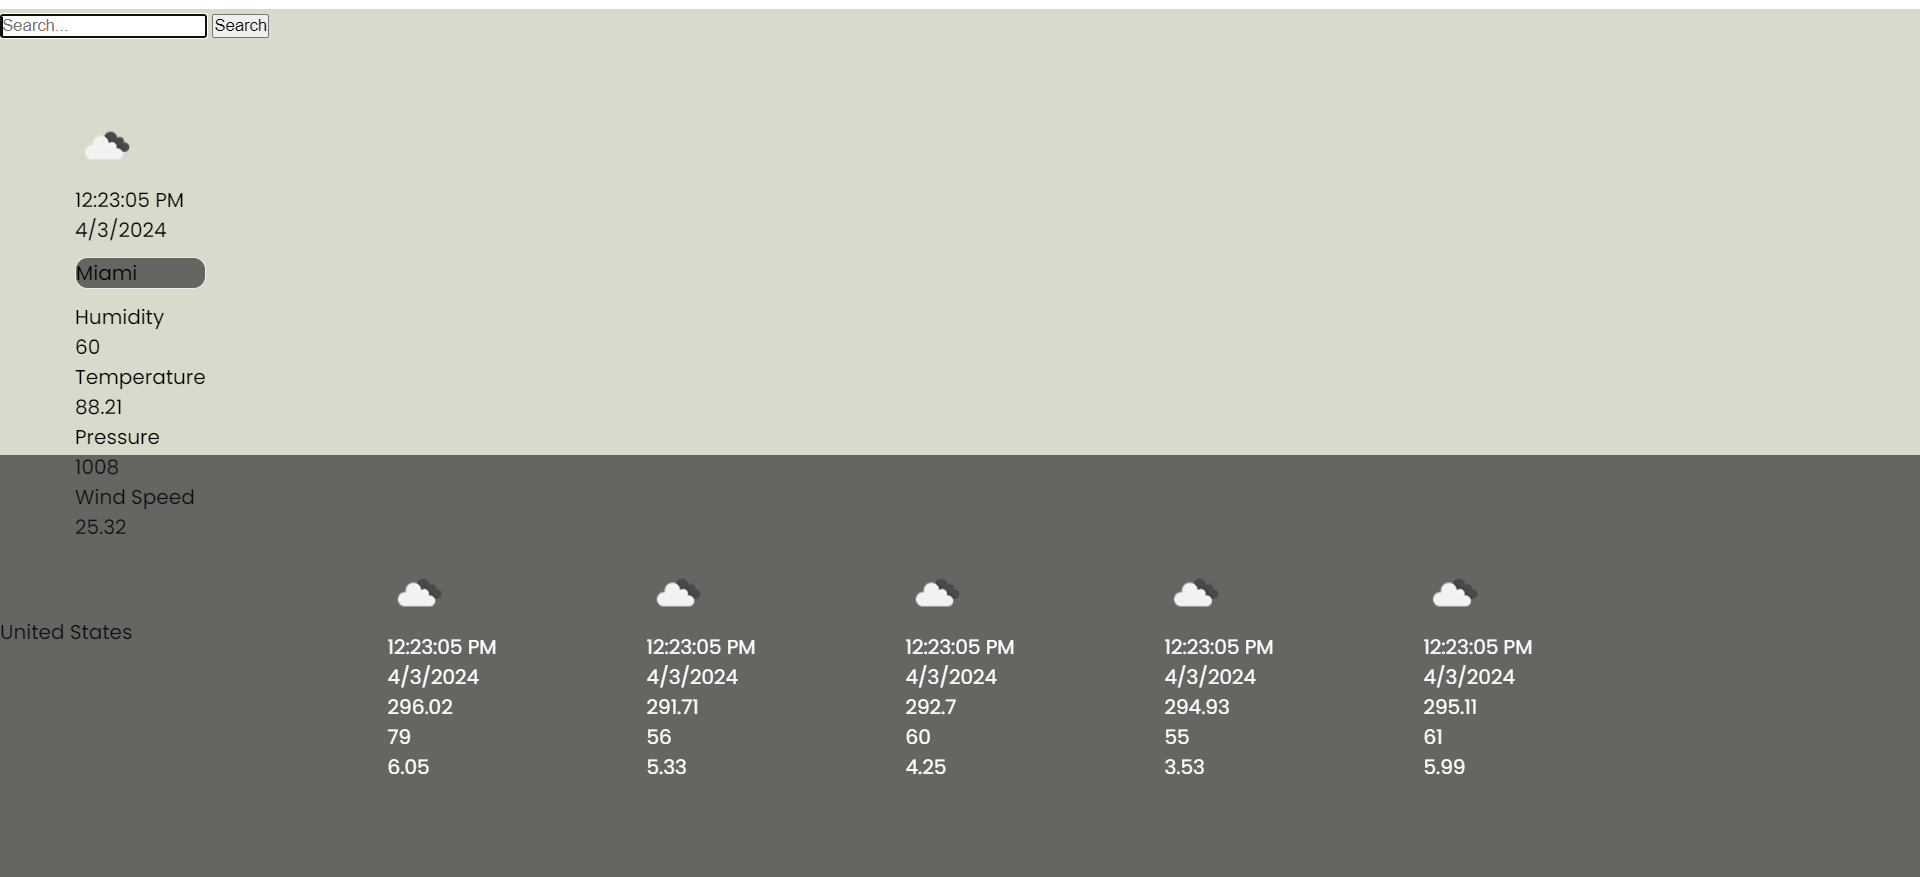 Search... Search
12:23:05 PM
4/3/2024
Miami
Humidity
60
Temperature
88.21
Pressure
1008
Wind Speed
25.32
United States
12:23:05 PM
4/3/2024
296.02
79
6.05
12:23:05 PM
4/3/2024
291.71
56
5.33
12:23:05 PM
4/3/2024
292.7
60
4.25
12:23:05 PM
4/3/2024
294.93
55
3.53
12:23:05 PM
4/3/2024
295.11
61
5.99